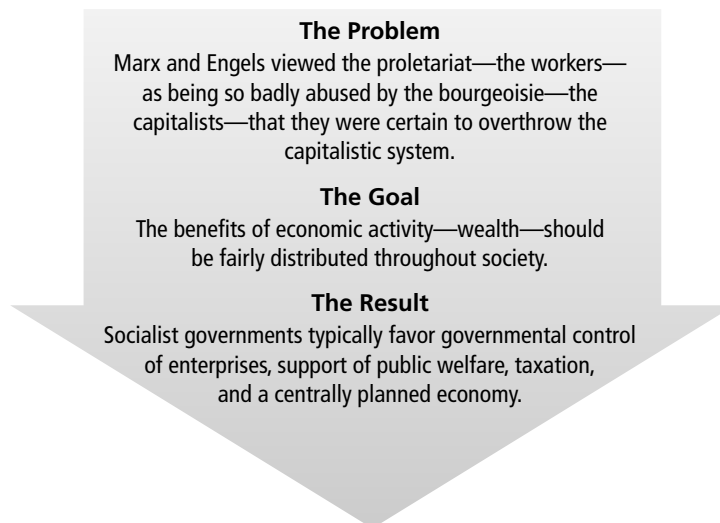 The Problem
Marx and Engels viewed the proletariat—the workers—
as being so badly abused by the bourgeoisie—the
capitalists—that they were certain to overthrow the
capitalistic system.
The Goal
The benefits of economic activity—wealth—should
be fairly distributed throughout society.
The Result
Socialist governments typically favor governmental control
of enterprises, support of public welfare, taxation,
and a centrally planned economy.